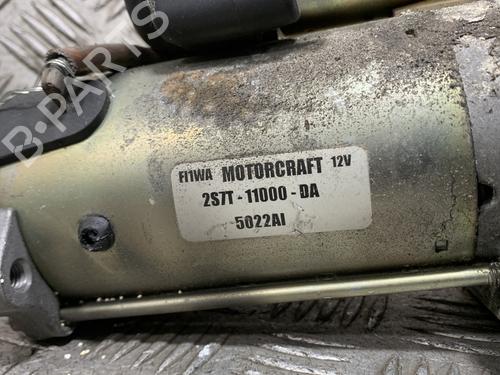 FI1WA MOTORCRAFT 12V
2S7T - 11000 - DA
5022AI
B-PARTS